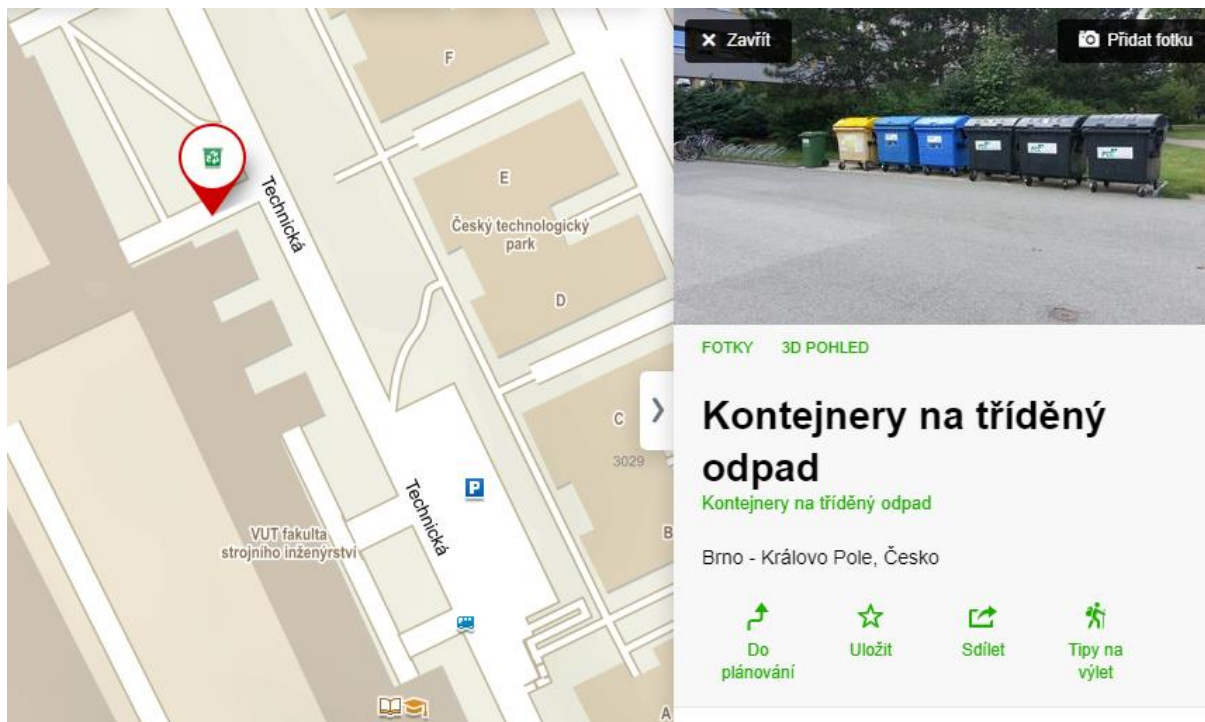 F
E
Technická
Český technologický
park
D
C
3029
Technická
P
VUT fakulta
strojního inženýrství
B
A
✕ Zavřít
Přidat fotku
FOTKY 3D POHLED
Kontejnery na tříděný
odpad
Kontejnery na tříděný odpad
Brno - Královo Pole, Česko
Do
plánování
Uložit
Sdílet
Tipy na
výlet